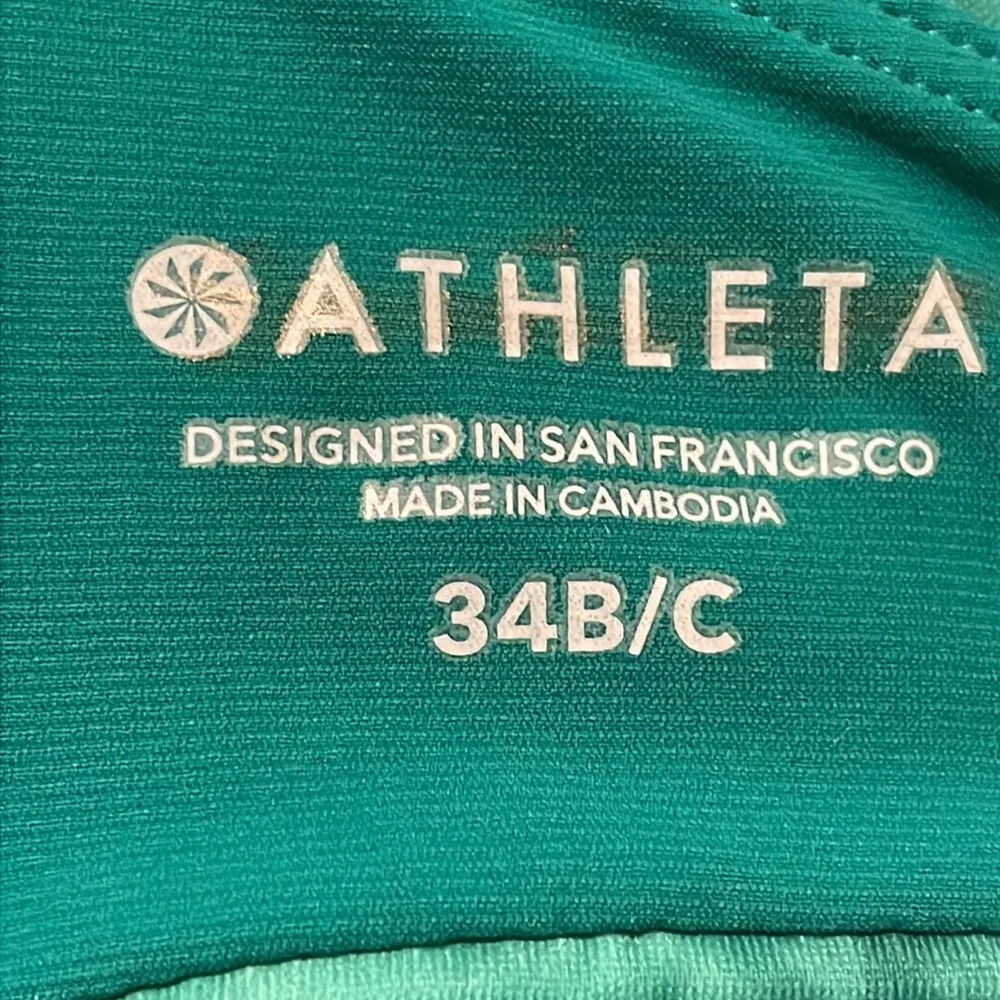 ATHLETA
DESIGNED IN SAN FRANCISCO
MADE IN CAMBODIA
34B/C